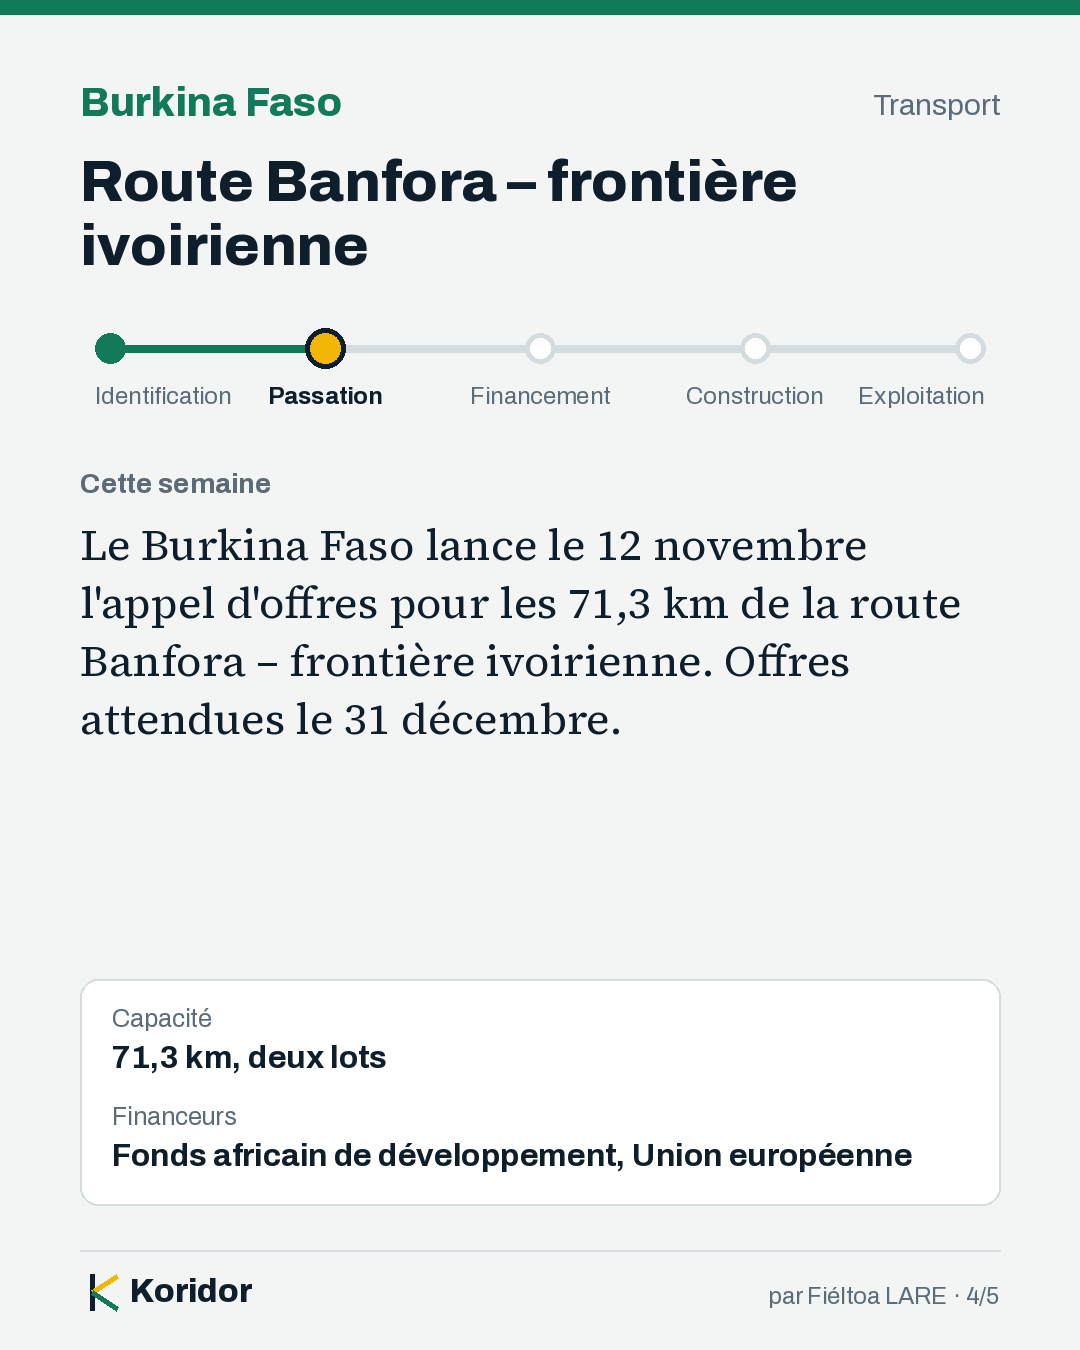 Burkina Faso
Transport
Route Banfora – frontière
ivoirienne
Identification
Passation
Financement
Construction
Exploitation
Cette semaine
Le Burkina Faso lance le 12 novembre
l'appel d'offres pour les 71,3 km de la route
Banfora – frontière ivoirienne. Offres
attendues le 31 décembre.
Capacité
71,3 km, deux lots
Financeurs
Fonds africain de développement, Union européenne
Koridor
par Fiéltoa LARE · 4/5